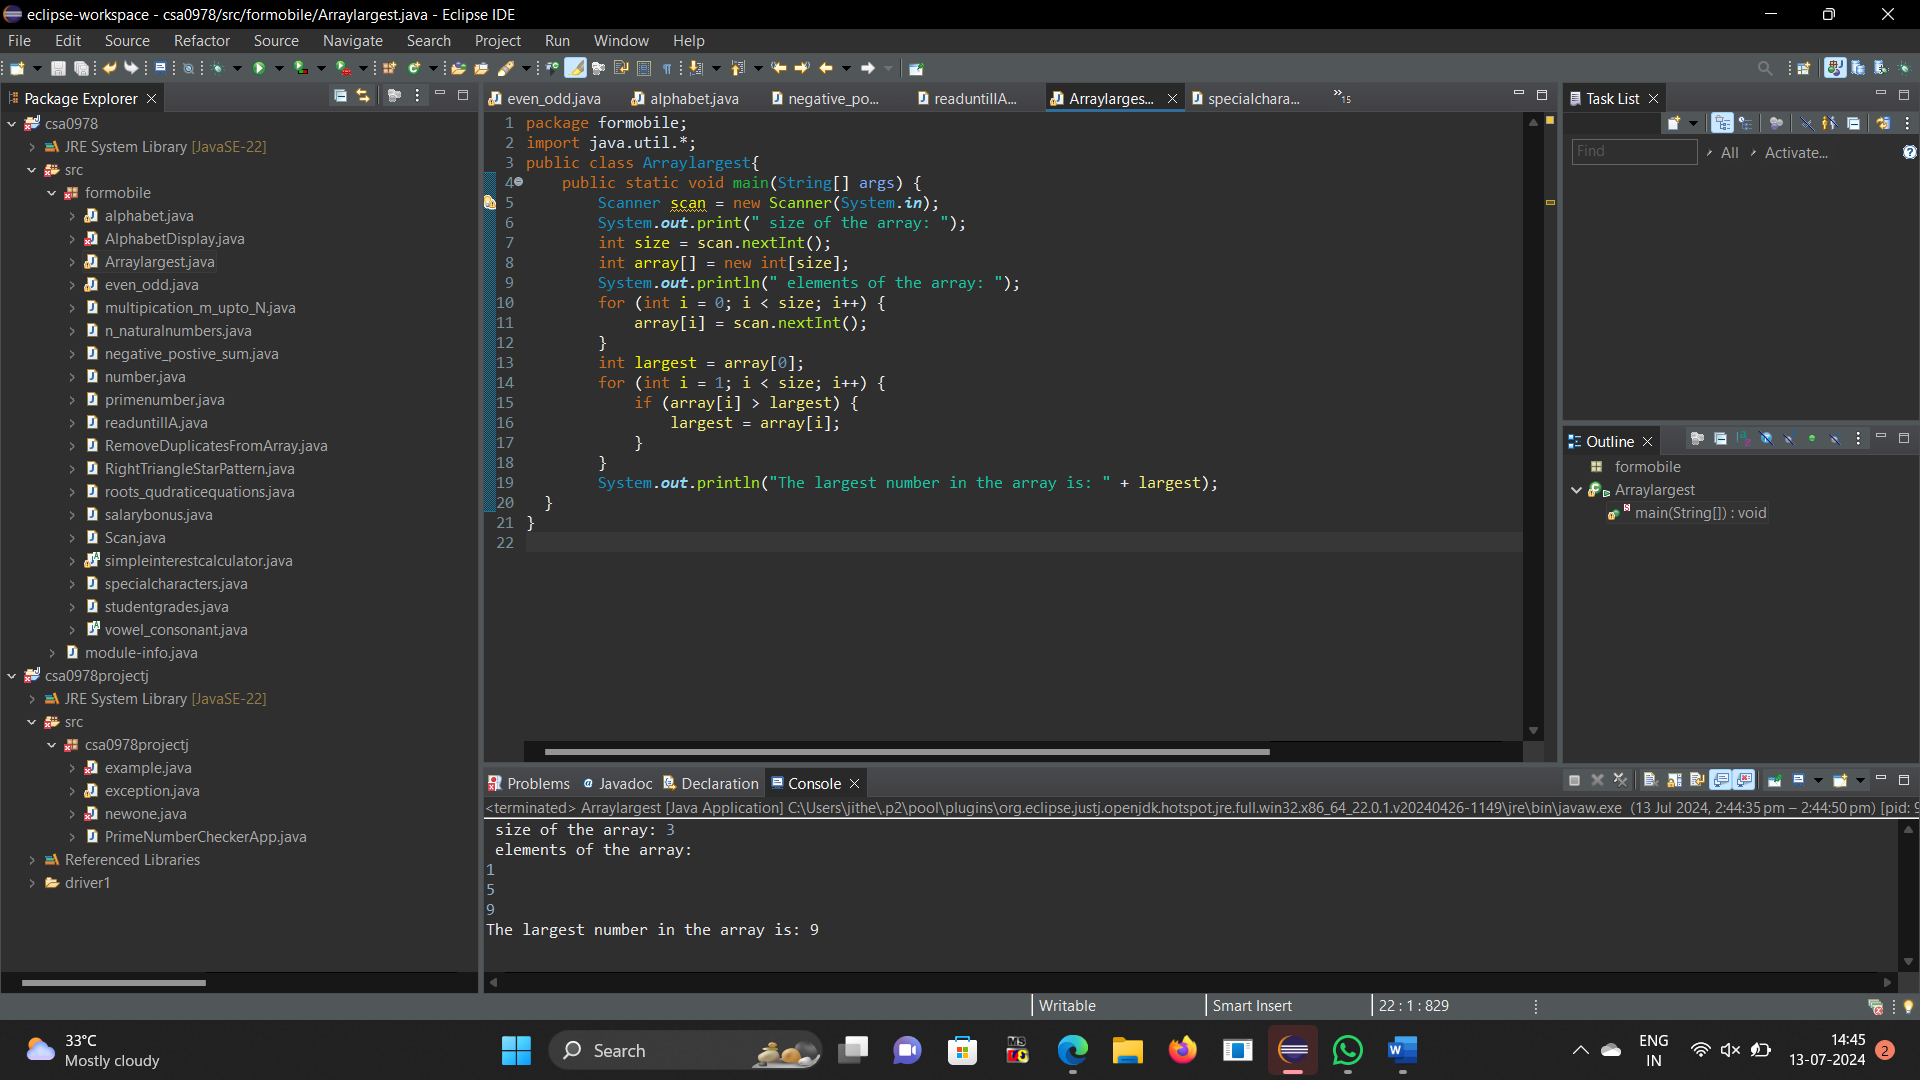 eclipse-workspace - csa0978/src/formobile/Arraylargest.java - Eclipse IDE
File Edit Source Refactor Source Navigate Search Project Run Window Help
Package Explorer
csa0978
JRE System Library [JavaSE-22]
src
formobile
alphabet.java
AlphabetDisplay.java
Arraylargest.java
even_odd.java
multipication_m_upto_N.java
n_naturalnumbers.java
negative_postive_sum.java
number.java
primenumber.java
readuntillA.java
RemoveDuplicatesFromArray.java
RightTriangleStarPattern.java
roots_qudraticequations.java
salarybonus.java
Scan.java
simpleinterestcalculator.java
specialcharacters.java
studentgrades.java
vowel_consonant.java
module-info.java
csa0978projectj
JRE System Library [JavaSE-22]
src
csa0978projectj
example.java
exception.java
newone.java
PrimeNumberCheckerApp.java
Referenced Libraries
driver1
even_odd.java alphabet.java negative_po... readuntillA... Arraylarges... specialchara... »15
1 package formobile;
2 import java.util.*;
3 public class Arraylargest{
4 public static void main(String[] args) {
5 Scanner scan = new Scanner(System.in);
6 System.out.print(" size of the array: ");
7 int size = scan.nextInt();
8 int array[] = new int[size];
9 System.out.println(" elements of the array: ");
10 for (int i = 0; i < size; i++) {
11 array[i] = scan.nextInt();
12 }
13 int largest = array[0];
14 for (int i = 1; i < size; i++) {
15 if (array[i] > largest) {
16 largest = array[i];
17 }
18 }
19 System.out.println("The largest number in the array is: " + largest);
20 }
21 }
22
Task List
Find All Activate...
Outline
formobile
Arraylargest
main(String[]) : void
Problems Javadoc Declaration Console
<terminated> Arraylargest [Java Application] C:\Users\jithe\.p2\pool\plugins\org.eclipse.justj.openjdk.hotspot.jre.full.win32.x86_64_22.0.1.v20240426-1149\jre\bin\javaw.exe (13 Jul 2024, 2:44:35 pm – 2:44:50 pm) [pid: 9
size of the array: 3
elements of the array:
1
5
9
The largest number in the array is: 9
Writable Smart Insert 22 : 1 : 829
33°C
Mostly cloudy
Search
ENG
IN
14:45
13-07-2024
2